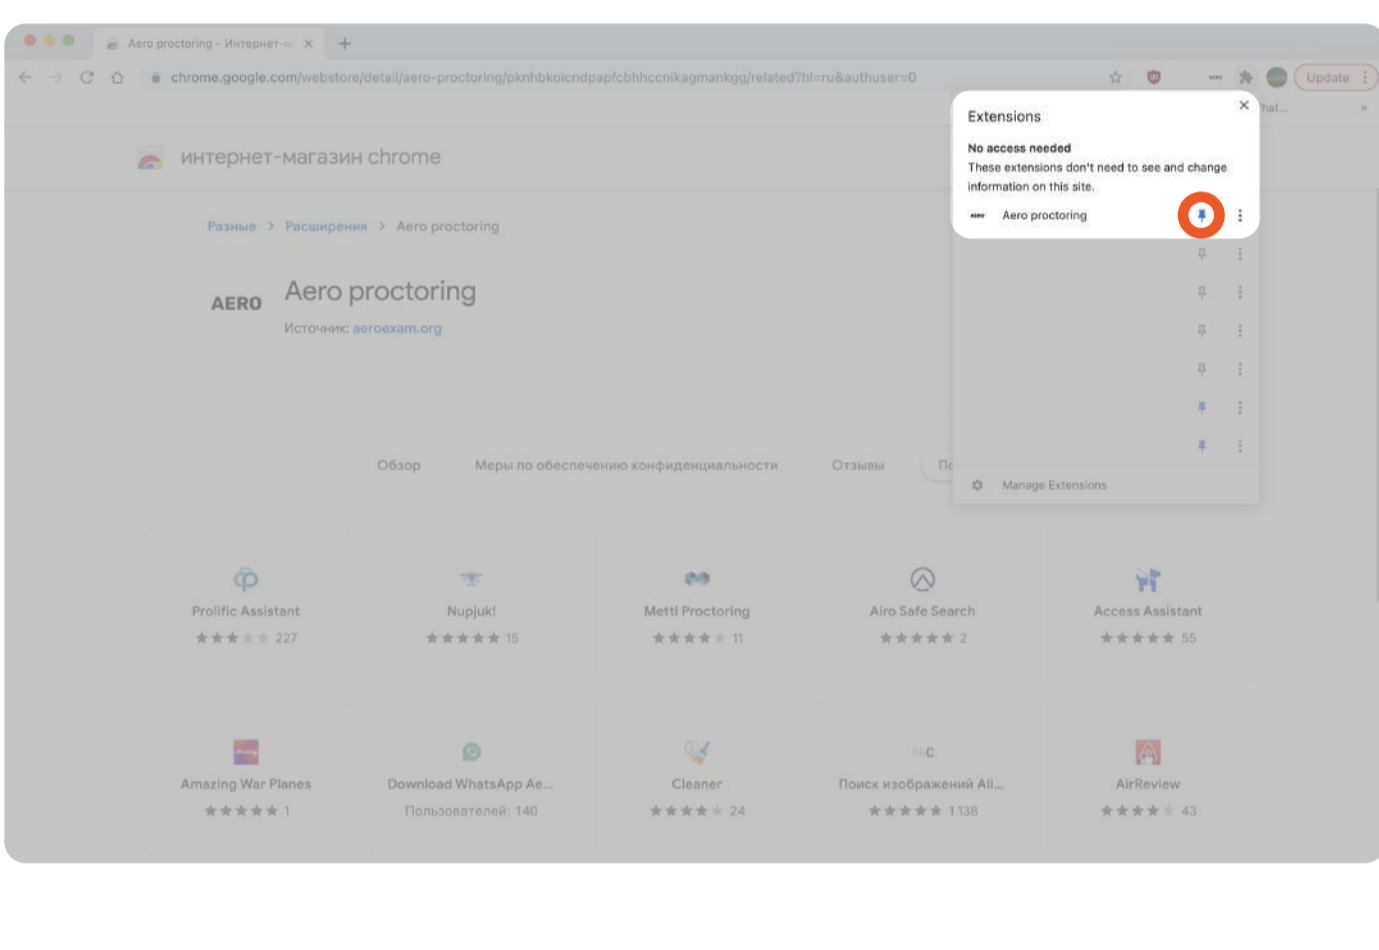 Aero proctoring - Интернет-м
chrome.google.com/webstore/detail/aero-proctoring/pknhbkoicndpapfcbhhccnikagmankgg/related?hl=ru&authuser=0
Update
hat...
Extensions
No access needed
These extensions don't need to see and change
information on this site.
AERO Aero proctoring
Manage Extensions
интернет-магазин chrome
Разные > Расширения > Aero proctoring
AERO
Aero proctoring
Источник: aeroexam.org
Обзор Меры по обеспечению конфиденциальности Отзывы По
Prolific Assistant
227
Nupjuk!
15
Mettl Proctoring
11
Airo Safe Search
2
Access Assistant
55
Amazing War Planes
1
Download WhatsApp Ae...
Пользователей: 140
Cleaner
24
AliC
Поиск изображений Ali...
1 138
AirReview
43